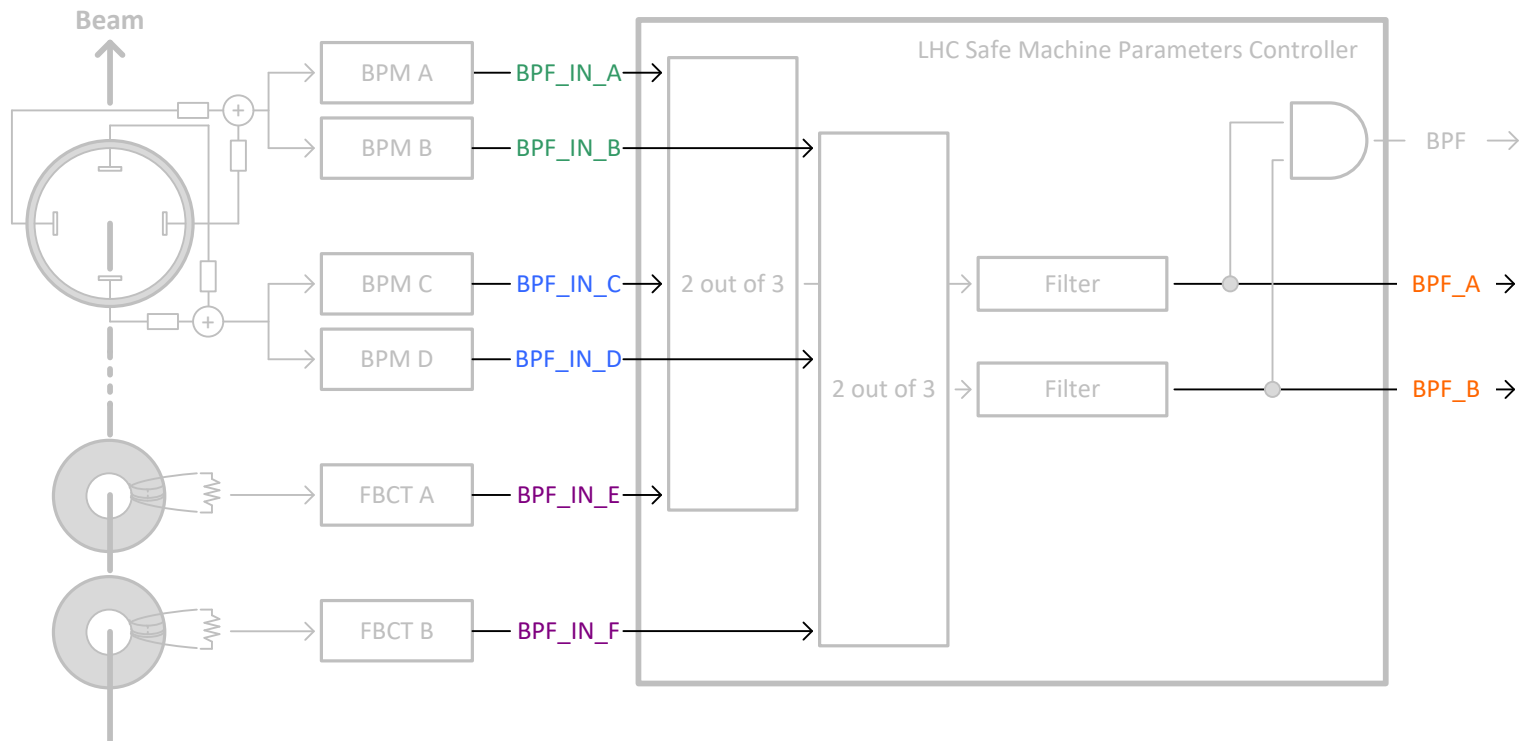 Beam
LHC Safe Machine Parameters Controller
BPM A
BPF_IN_A
BPM B
BPF_IN_B
BPF
BPM C
BPF_IN_C
2 out of 3
Filter
BPF_A
BPM D
BPF_IN_D
2 out of 3
Filter
BPF_B
FBCT A
BPF_IN_E
FBCT B
BPF_IN_F